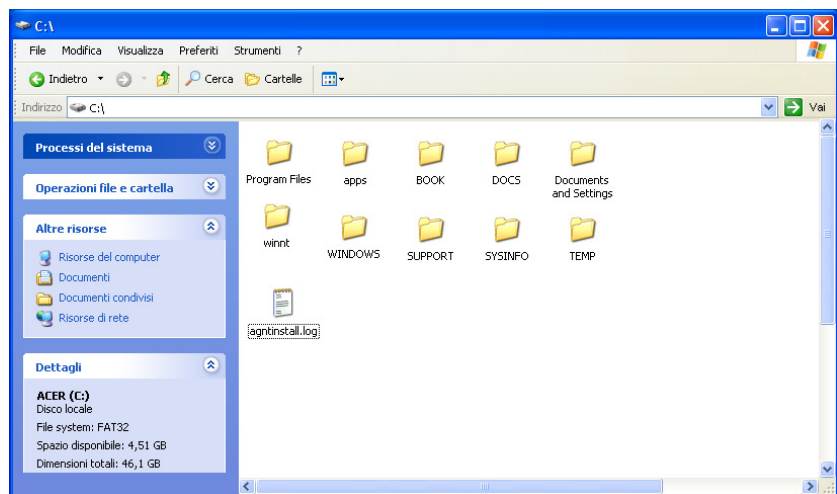 C:\
File Modifica Visualizza Preferiti Strumenti ?
Indietro Cerca Cartelle
Indirizzo C:\ Vai
Processi del sistema
Operazioni file e cartella
Altre risorse
Risorse del computer
Documenti
Documenti condivisi
Risorse di rete
Dettagli
ACER (C:)
Disco locale
File system: FAT32
Spazio disponibile: 4,51 GB
Dimensioni totali: 46,1 GB
Program Files apps BOOK DOCS Documents
and Settings
winnt WINDOWS SUPPORT SYSINFO TEMP
agntinstall.log